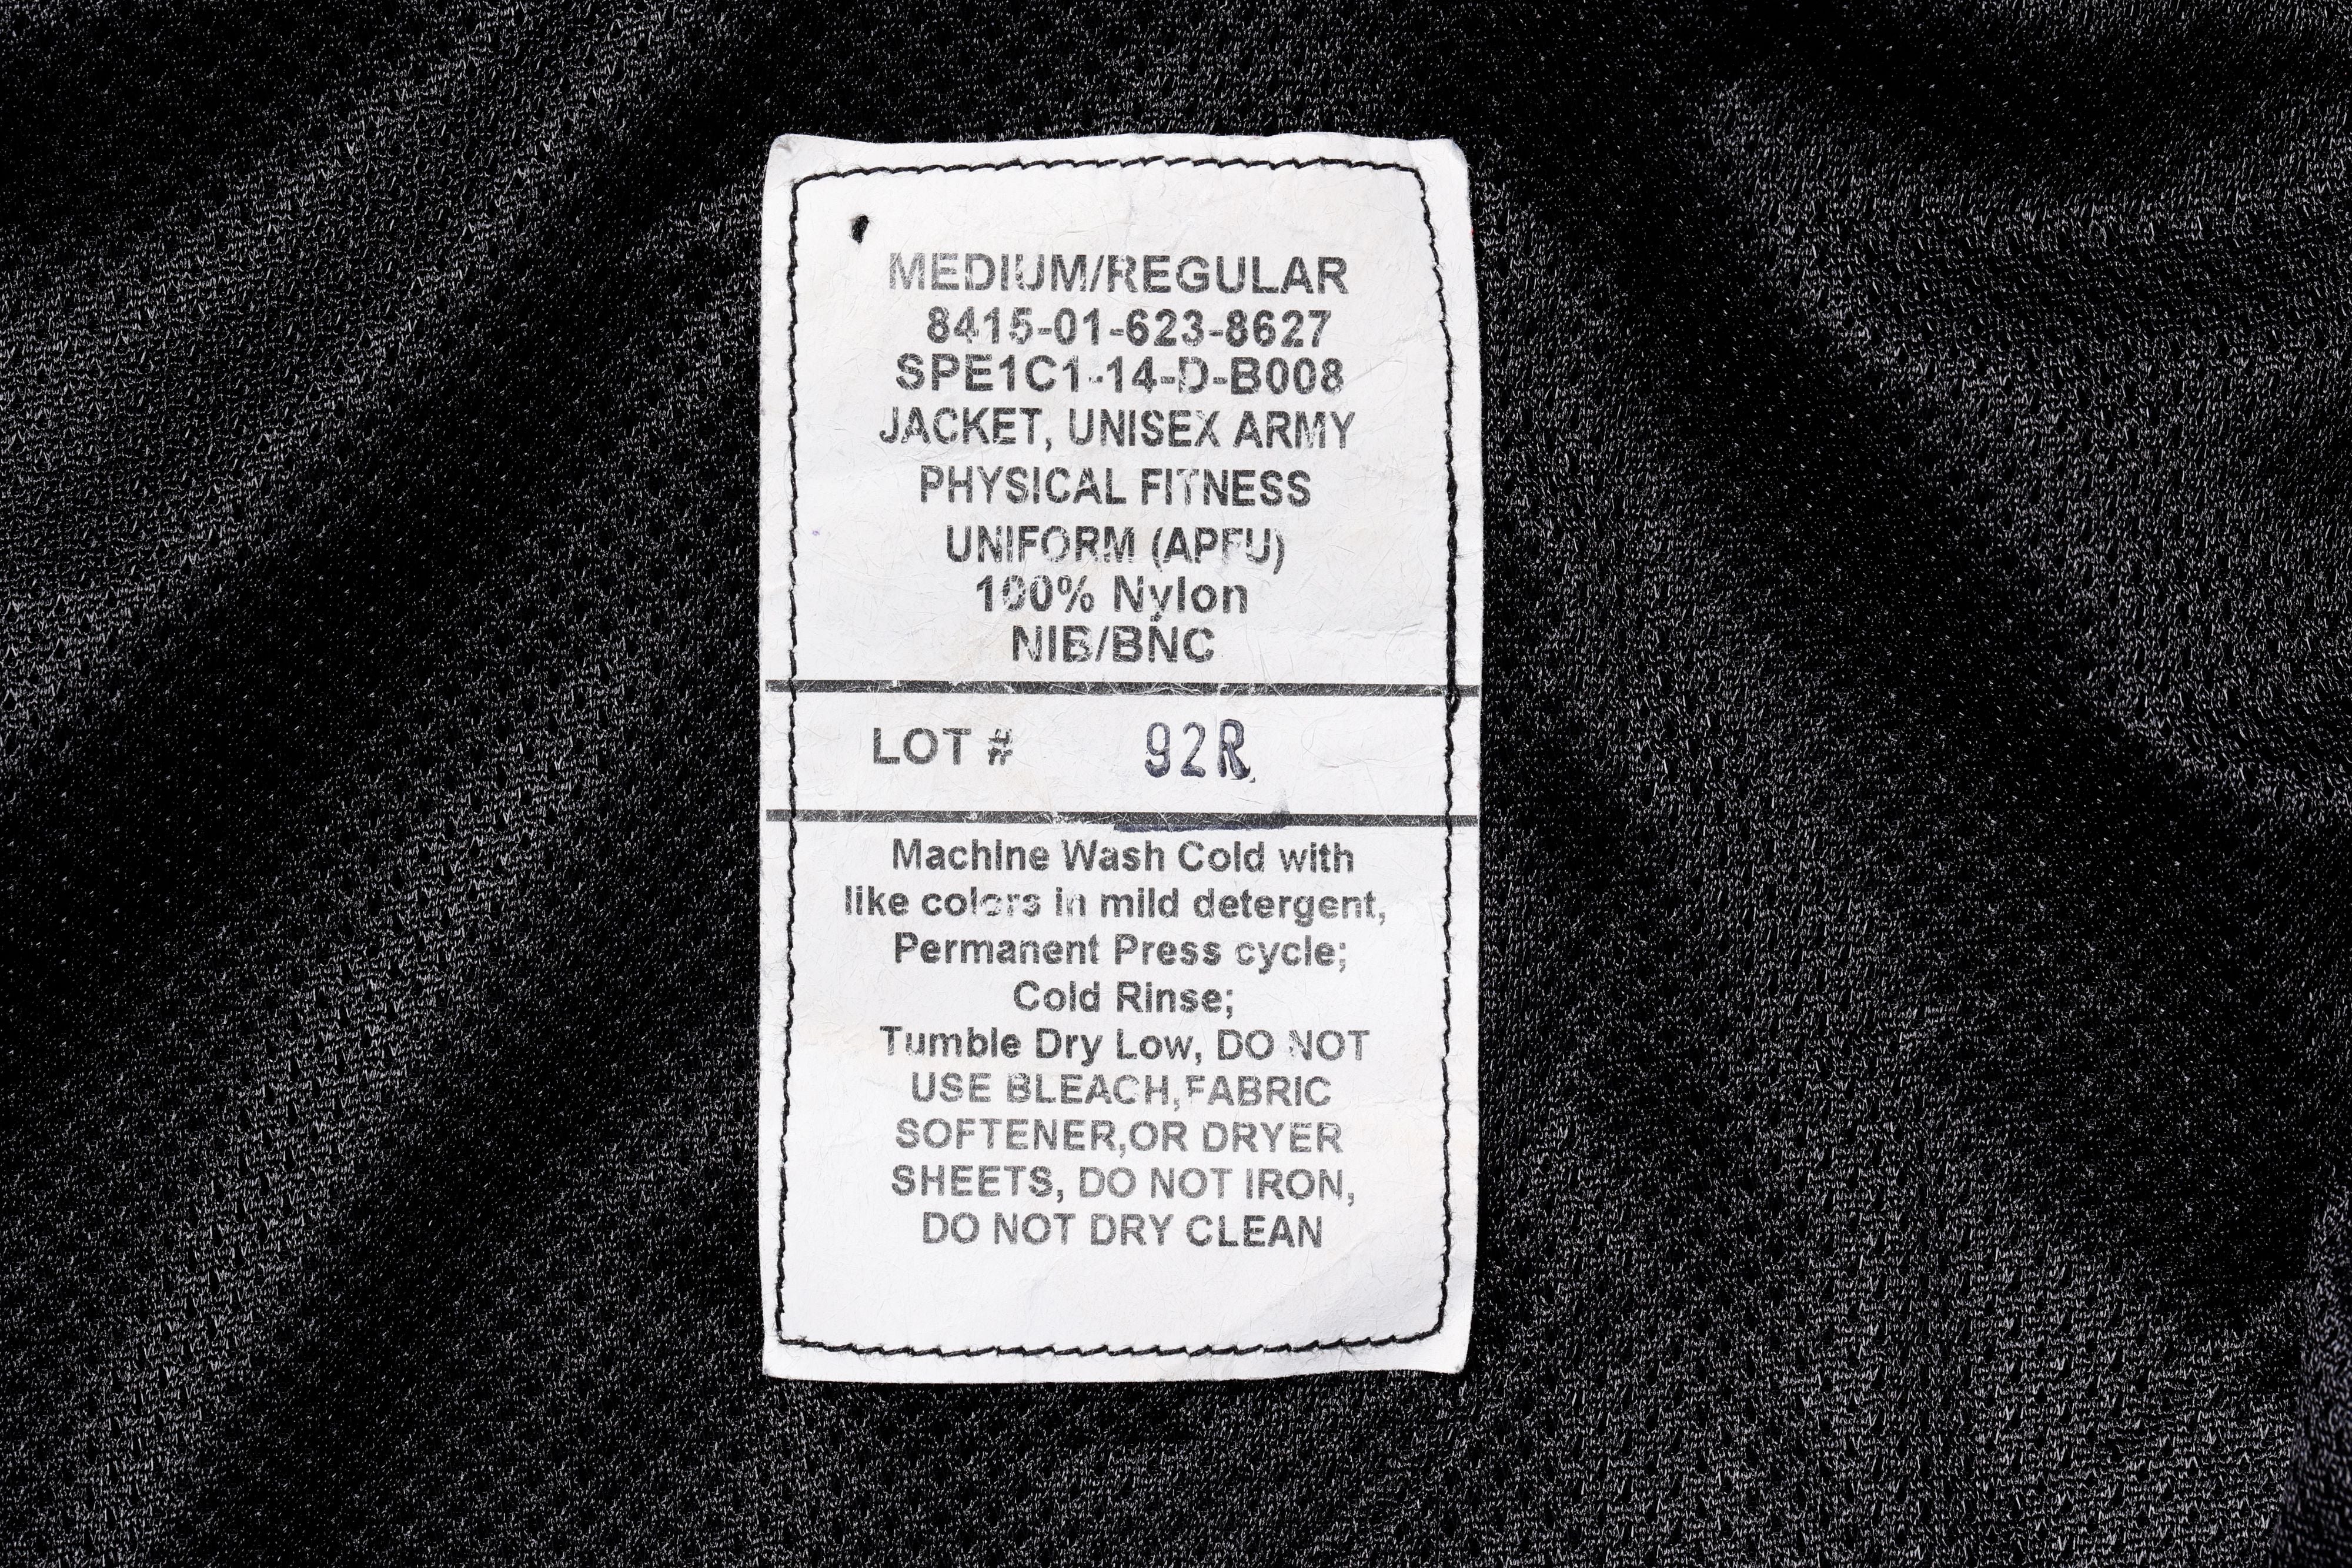 MEDIUM/REGULAR
8415-01-623-8627
SPE1C1-14-D-B008
JACKET, UNISEX ARMY
PHYSICAL FITNESS
UNIFORM (APFU)
100% Nylon
NIB/BNC
LOT # 92R
Machine Wash Cold with
like colors in mild detergent,
Permanent Press cycle;
Cold Rinse;
Tumble Dry Low, DO NOT
USE BLEACH,FABRIC
SOFTENER,OR DRYER
SHEETS, DO NOT IRON,
DO NOT DRY CLEAN